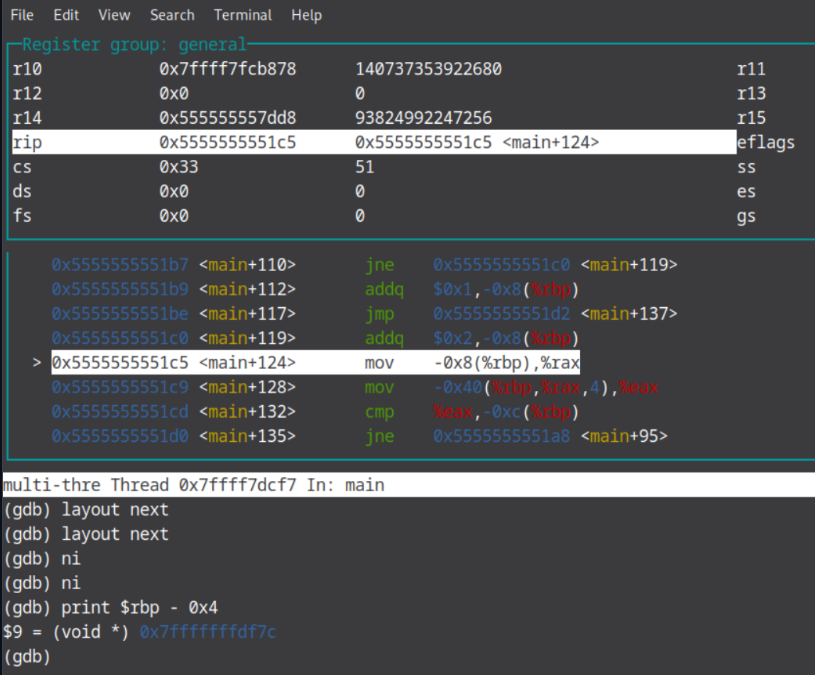 File Edit View Search Terminal Help
Register group: general
r10 0x7ffff7fcb878 140737353922680 r11
r12 0x0 0 r13
r14 0x555555557dd8 93824992247256 r15
rip 0x5555555551c5 0x5555555551c5 <main+124> eflags
cs 0x33 51 ss
ds 0x0 0 es
fs 0x0 0 gs
0x5555555551b7 <main+110> jne 0x5555555551c0 <main+119>
0x5555555551b9 <main+112> addq $0x1,-0x8(%rbp)
0x5555555551be <main+117> jmp 0x5555555551d2 <main+137>
0x5555555551c0 <main+119> addq $0x2,-0x8(%rbp)
> 0x5555555551c5 <main+124> mov -0x8(%rbp),%rax
0x5555555551c9 <main+128> mov -0x40(%rbp,%rax,4),%eax
0x5555555551cd <main+132> cmp %eax,-0xc(%rbp)
0x5555555551d0 <main+135> jne 0x5555555551a8 <main+95>
multi-thre Thread 0x7ffff7dcf7 In: main
(gdb) layout next
(gdb) layout next
(gdb) ni
(gdb) ni
(gdb) print $rbp - 0x4
$9 = (void *) 0x7fffffffdf7c
(gdb)